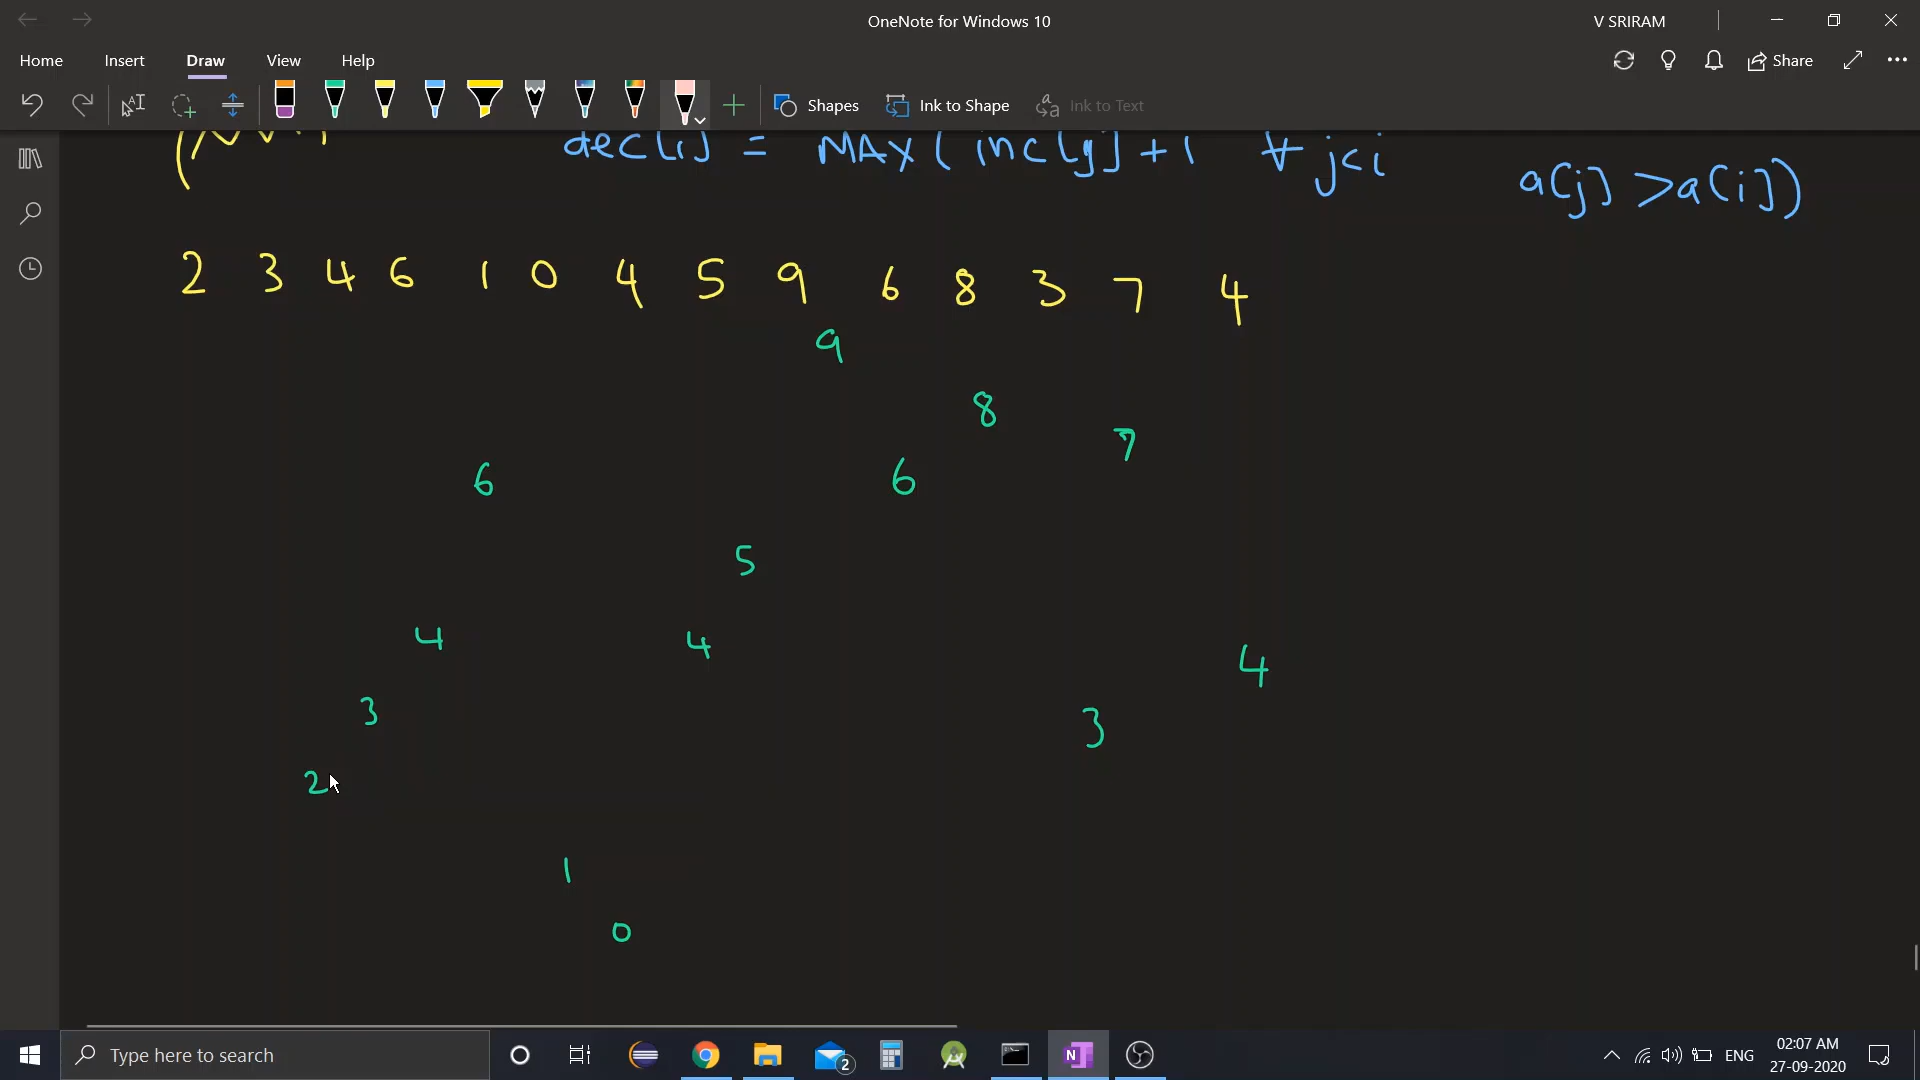 OneNote for Windows 10
V SRIRAM
Home Insert Draw View Help
Share
Shapes Ink to Shape Ink to Text
dec[i] = MAX( inc[j] + 1 ∀ j<i
a[j] > a[i])
2 3 4 6 1 0 4 5 9 6 8 3 7 4
9
8
7
6 6
5
4 4 4
3 3
2
1
0
Type here to search
2
ENG
02:07 AM
27-09-2020